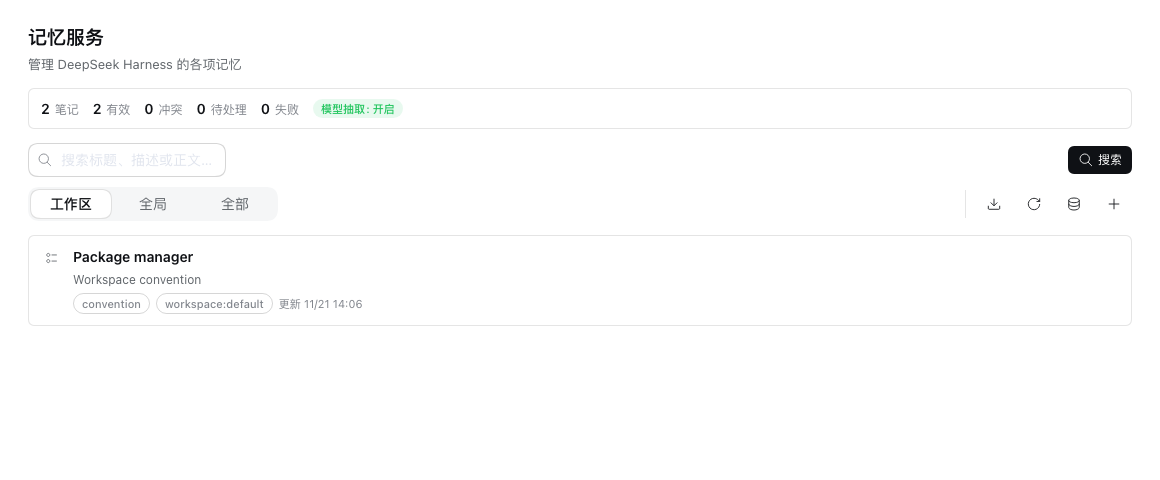 记忆服务
管理 DeepSeek Harness 的各项记忆
2 笔记 2 有效 0 冲突 0 待处理 0 失败 模型抽取: 开启
搜索标题、描述或正文... 搜索
工作区 全局 全部
Package manager
Workspace convention
convention workspace:default 更新 11/21 14:06